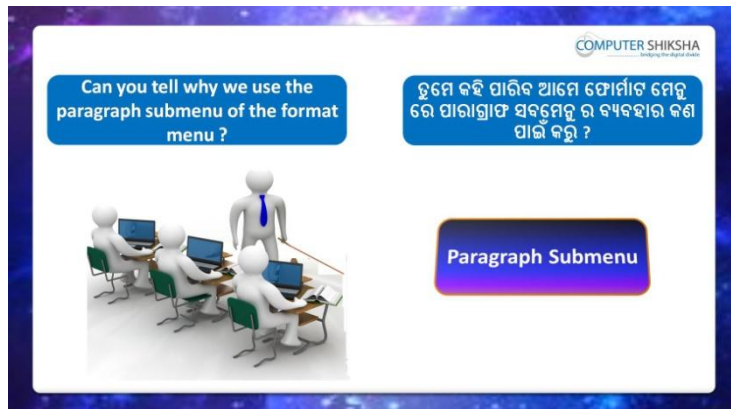 COMPUTER SHIKSHA
bridging the digital divide
Can you tell why we use the
paragraph submenu of the format
menu ?
ତୁମେ କହି ପାରିବ ଆମେ ଫୋର୍ମାଟ ମେନୁ
ରେ ପାରାଗ୍ରାଫ ସବମେନୁ ର ବ୍ୟବହାର କଣ
ପାଇଁ କରୁ ?
Paragraph Submenu